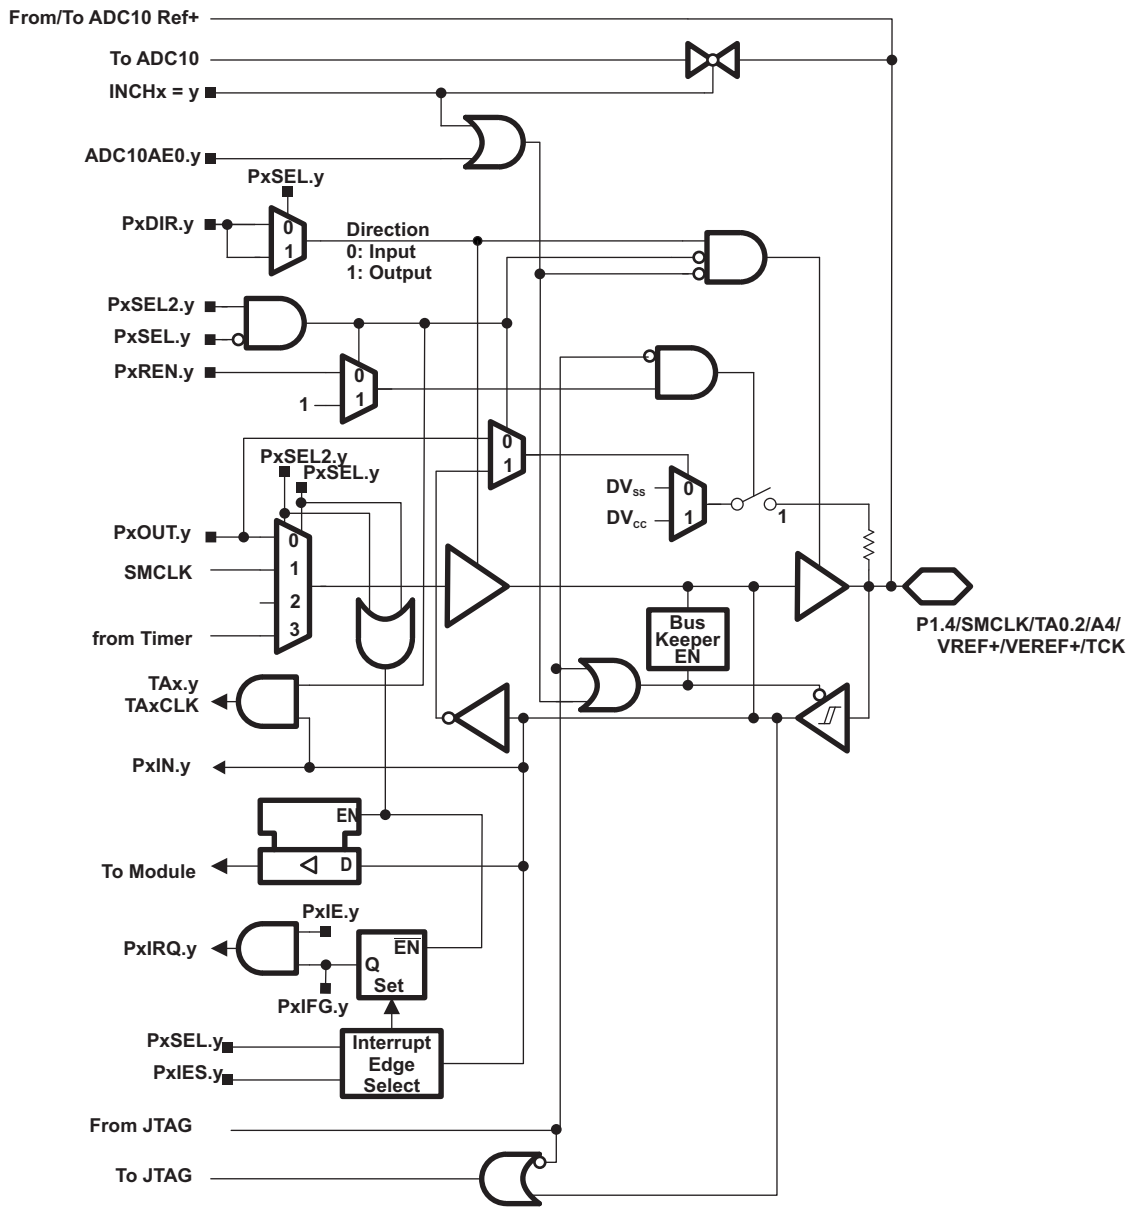 From/To ADC10 Ref+
To ADC10
INCHx = y
ADC10AE0.y
PxSEL.y
PxDIR.y
0
1
Direction
0: Input
1: Output
PxSEL2.y
PxSEL.y
PxREN.y
0
1
1
0
1
PxSEL2.y
PxSEL.y
DVSS
0
DVCC
1
1
PxOUT.y
0
SMCLK
1
2
from Timer
3
Bus
Keeper
EN
P1.4/SMCLK/TA0.2/A4/
VREF+/VEREF+/TCK
TAx.y
TAxCLK
PxIN.y
EN
To Module
D
PxIE.y
PxIRQ.y
EN
Q
Set
PxIFG.y
PxSEL.y
PxIES.y
Interrupt
Edge
Select
From JTAG
To JTAG